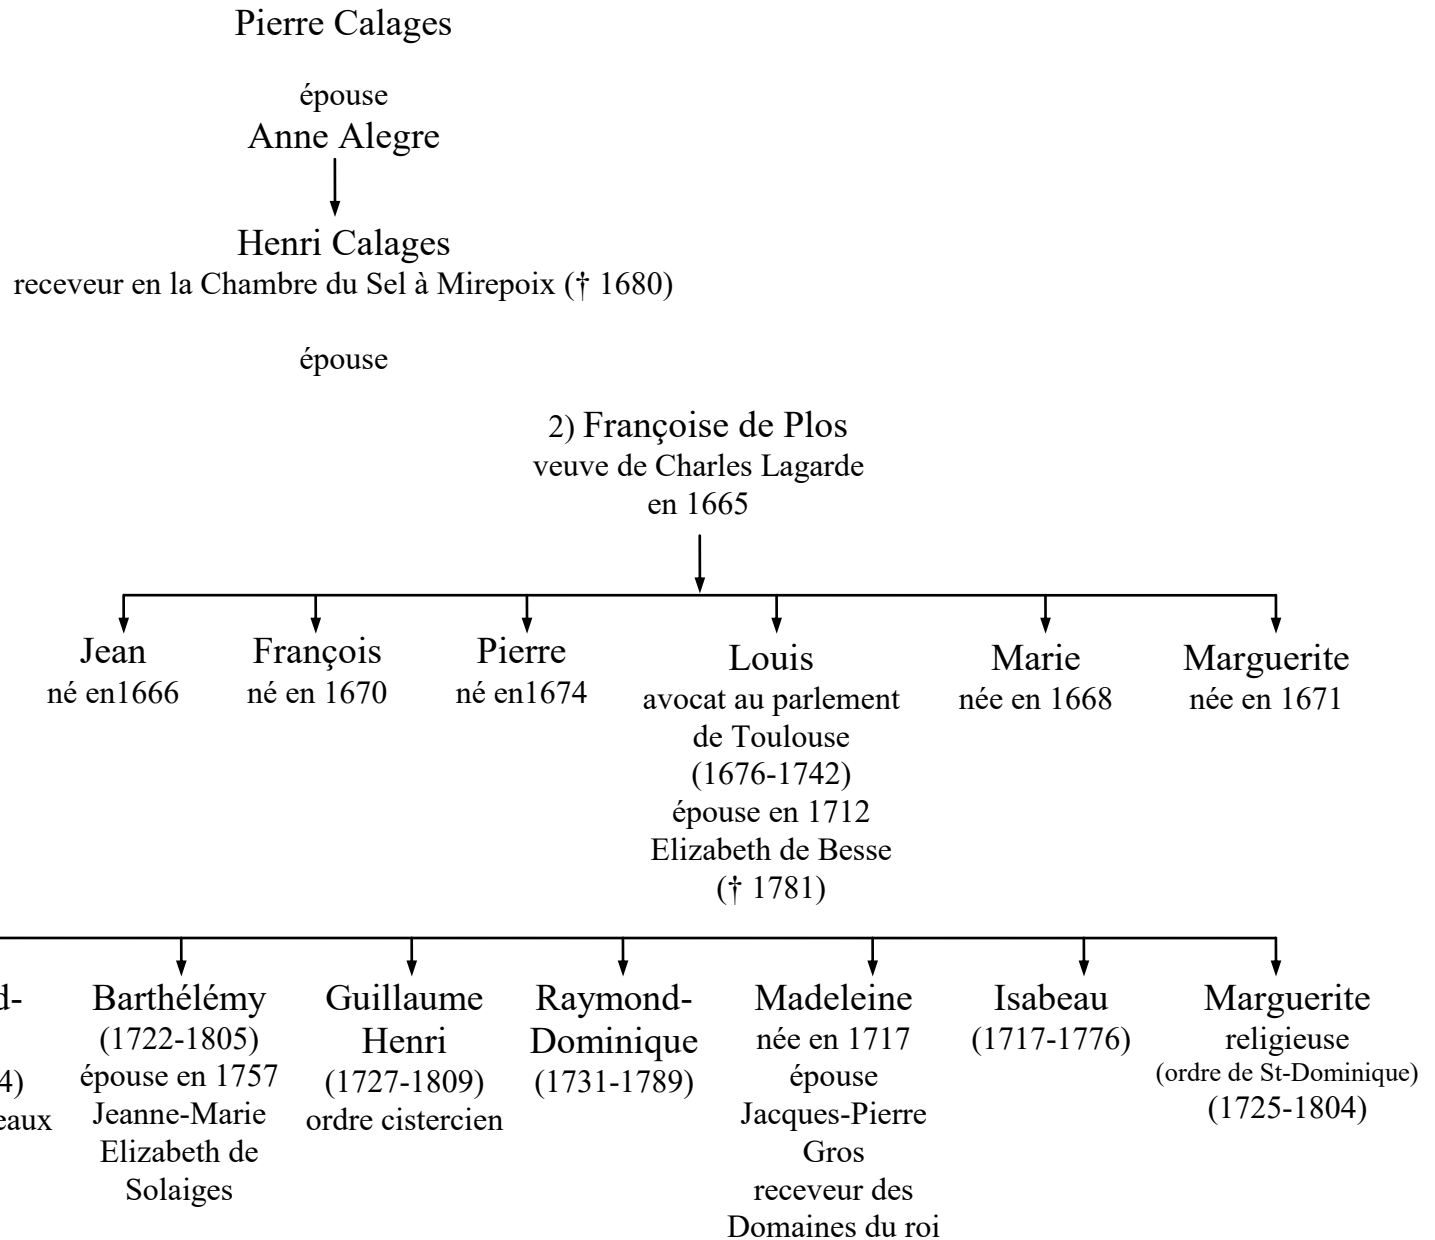 Pierre Calages
épouse
Anne Alegre
Henri Calages
receveur en la Chambre du Sel à Mirepoix († 1680)
épouse
2) Françoise de Plos
veuve de Charles Lagarde
en 1665
Jean
né en1666
François
né en 1670
Pierre
né en1674
Louis
avocat au parlement
de Toulouse
(1676-1742)
épouse en 1712
Elizabeth de Besse
(† 1781)
Marie
née en 1668
Marguerite
née en 1671
d-
4)
eaux
Barthélémy
(1722-1805)
épouse en 1757
Jeanne-Marie
Elizabeth de
Solaiges
Guillaume
Henri
(1727-1809)
ordre cistercien
Raymond-
Dominique
(1731-1789)
Madeleine
née en 1717
épouse
Jacques-Pierre
Gros
receveur des
Domaines du roi
Isabeau
(1717-1776)
Marguerite
religieuse
(ordre de St-Dominique)
(1725-1804)